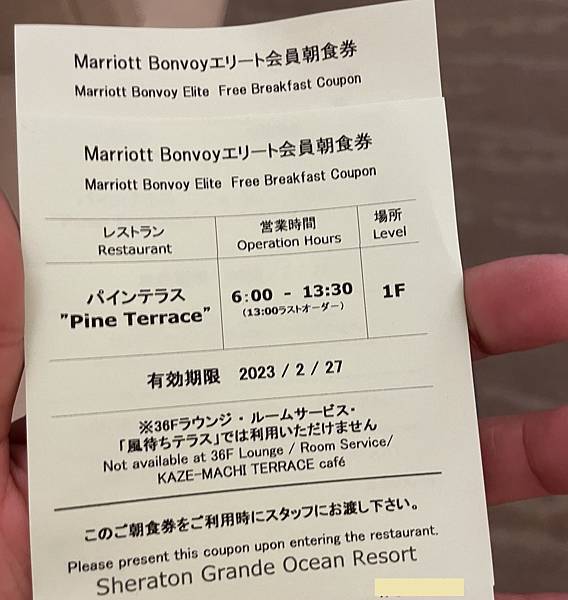 Marriott Bonvoyエリート会員朝食券
Marriott Bonvoy Elite Free Breakfast Coupon
Marriott Bonvoyエリート会員朝食券
Marriott Bonvoy Elite Free Breakfast Coupon
レストラン
Restaurant
営業時間
Operation Hours
場所
Level
パインテラス
"Pine Terrace"
6:00 - 13:30
(13:00ラストオーダー)
1F
有効期限 2023 / 2 / 27
※36Fラウンジ・ルームサービス・
「風待ちテラス」では利用いただけません
Not available at 36F Lounge / Room Service/
KAZE-MACHI TERRACE café
このご朝食券をご利用時にスタッフにお渡し下さい。
Please present this coupon upon entering the restaurant.
Sheraton Grande Ocean Resort